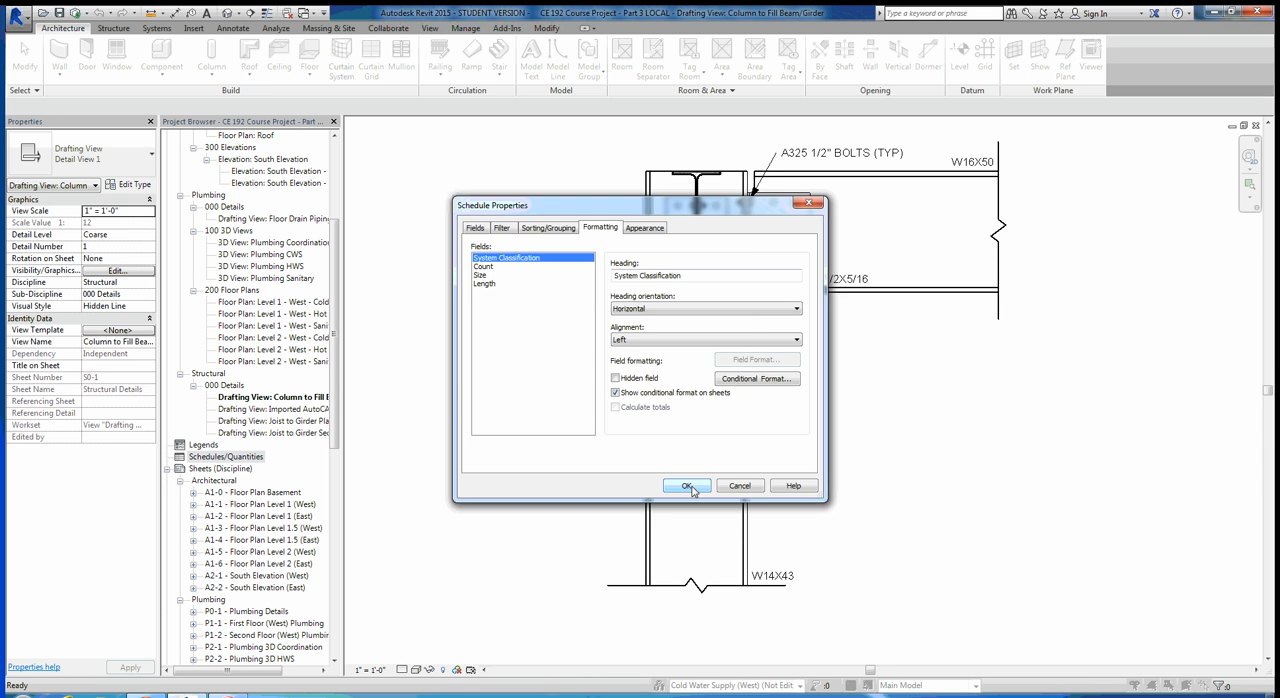 Autodesk Revit 2015 - STUDENT VERSION - CE 192 Course Project - Part 3 LOCAL - Drafting View: Column to Fill Beam/Girder
Type a keyword or phrase
Sign In
Architecture Structure Systems Insert Annotate Analyze Massing & Site Collaborate View Manage Add-Ins Modify
Modify Wall Door Window Component Column Roof Ceiling Floor Curtain System Curtain Grid Mullion Railing Ramp Stair Model Text Model Line Model Group Room Room Separator Tag Room Area Area Boundary Tag Area By Face Shaft Wall Vertical Dormer Level Grid Set Show Ref Plane Viewer
Select Build Circulation Model Room & Area Opening Datum Work Plane
Properties
Drafting View
Detail View 1
Drafting View: Column
Edit Type
Graphics
View Scale 1" = 1'-0"
Scale Value 1: 12
Detail Level Coarse
Detail Number 1
Rotation on Sheet None
Visibility/Graphics... Edit...
Discipline Structural
Sub-Discipline 000 Details
Visual Style Hidden Line
Identity Data
View Template <None>
View Name Column to Fill Bea...
Dependency Independent
Title on Sheet
Sheet Number S0-1
Sheet Name Structural Details
Referencing Sheet
Referencing Detail
Workset View "Drafting ...
Edited by
Properties help
Apply
Project Browser - CE 192 Course Project - Part ...
Floor Plan: Roof
300 Elevations
Elevation: South Elevation
Elevation: South Elevation -
Elevation: South Elevation -
Plumbing
000 Details
Drafting View: Floor Drain Piping
100 3D Views
3D View: Plumbing Coordination
3D View: Plumbing CWS
3D View: Plumbing HWS
3D View: Plumbing Sanitary
200 Floor Plans
Floor Plan: Level 1 - West - Cold
Floor Plan: Level 1 - West - Hot
Floor Plan: Level 1 - West - Sani
Floor Plan: Level 2 - West - Cold
Floor Plan: Level 2 - West - Hot
Floor Plan: Level 2 - West - Sani
Structural
000 Details
Drafting View: Column to Fill B
Drafting View: Imported AutoCA
Drafting View: Joist to Girder Pl
Drafting View: Joist to Girder Sec
Legends
Schedules/Quantities
Sheets (Discipline)
Architectural
A1-0 - Floor Plan Basement
A1-1 - Floor Plan Level 1 (West)
A1-2 - Floor Plan Level 1 (East)
A1-3 - Floor Plan Level 1.5 (West)
A1-4 - Floor Plan Level 1.5 (East)
A1-5 - Floor Plan Level 2 (West)
A1-6 - Floor Plan Level 2 (East)
A2-1 - South Elevation (West)
A2-2 - South Elevation (East)
Plumbing
P0-1 - Plumbing Details
P1-1 - First Floor (West) Plumbing
P1-2 - Second Floor (West) Plumbin
P2-1 - Plumbing 3D Coordination
P2-2 - Plumbing 3D HWS
A325 1/2" BOLTS (TYP)
W16X50
/2X5/16
W14X43
Schedule Properties
Fields Filter Sorting/Grouping Formatting Appearance
Fields:
System Classification
Count
Size
Length
Heading:
System Classification
Heading orientation:
Horizontal
Alignment:
Left
Field formatting: Field Format...
Hidden field Conditional Format...
Show conditional format on sheets
Calculate totals
OK Cancel Help
1" = 1'-0"
Ready
Cold Water Supply (West) (Not Edit
:0
Main Model
:0